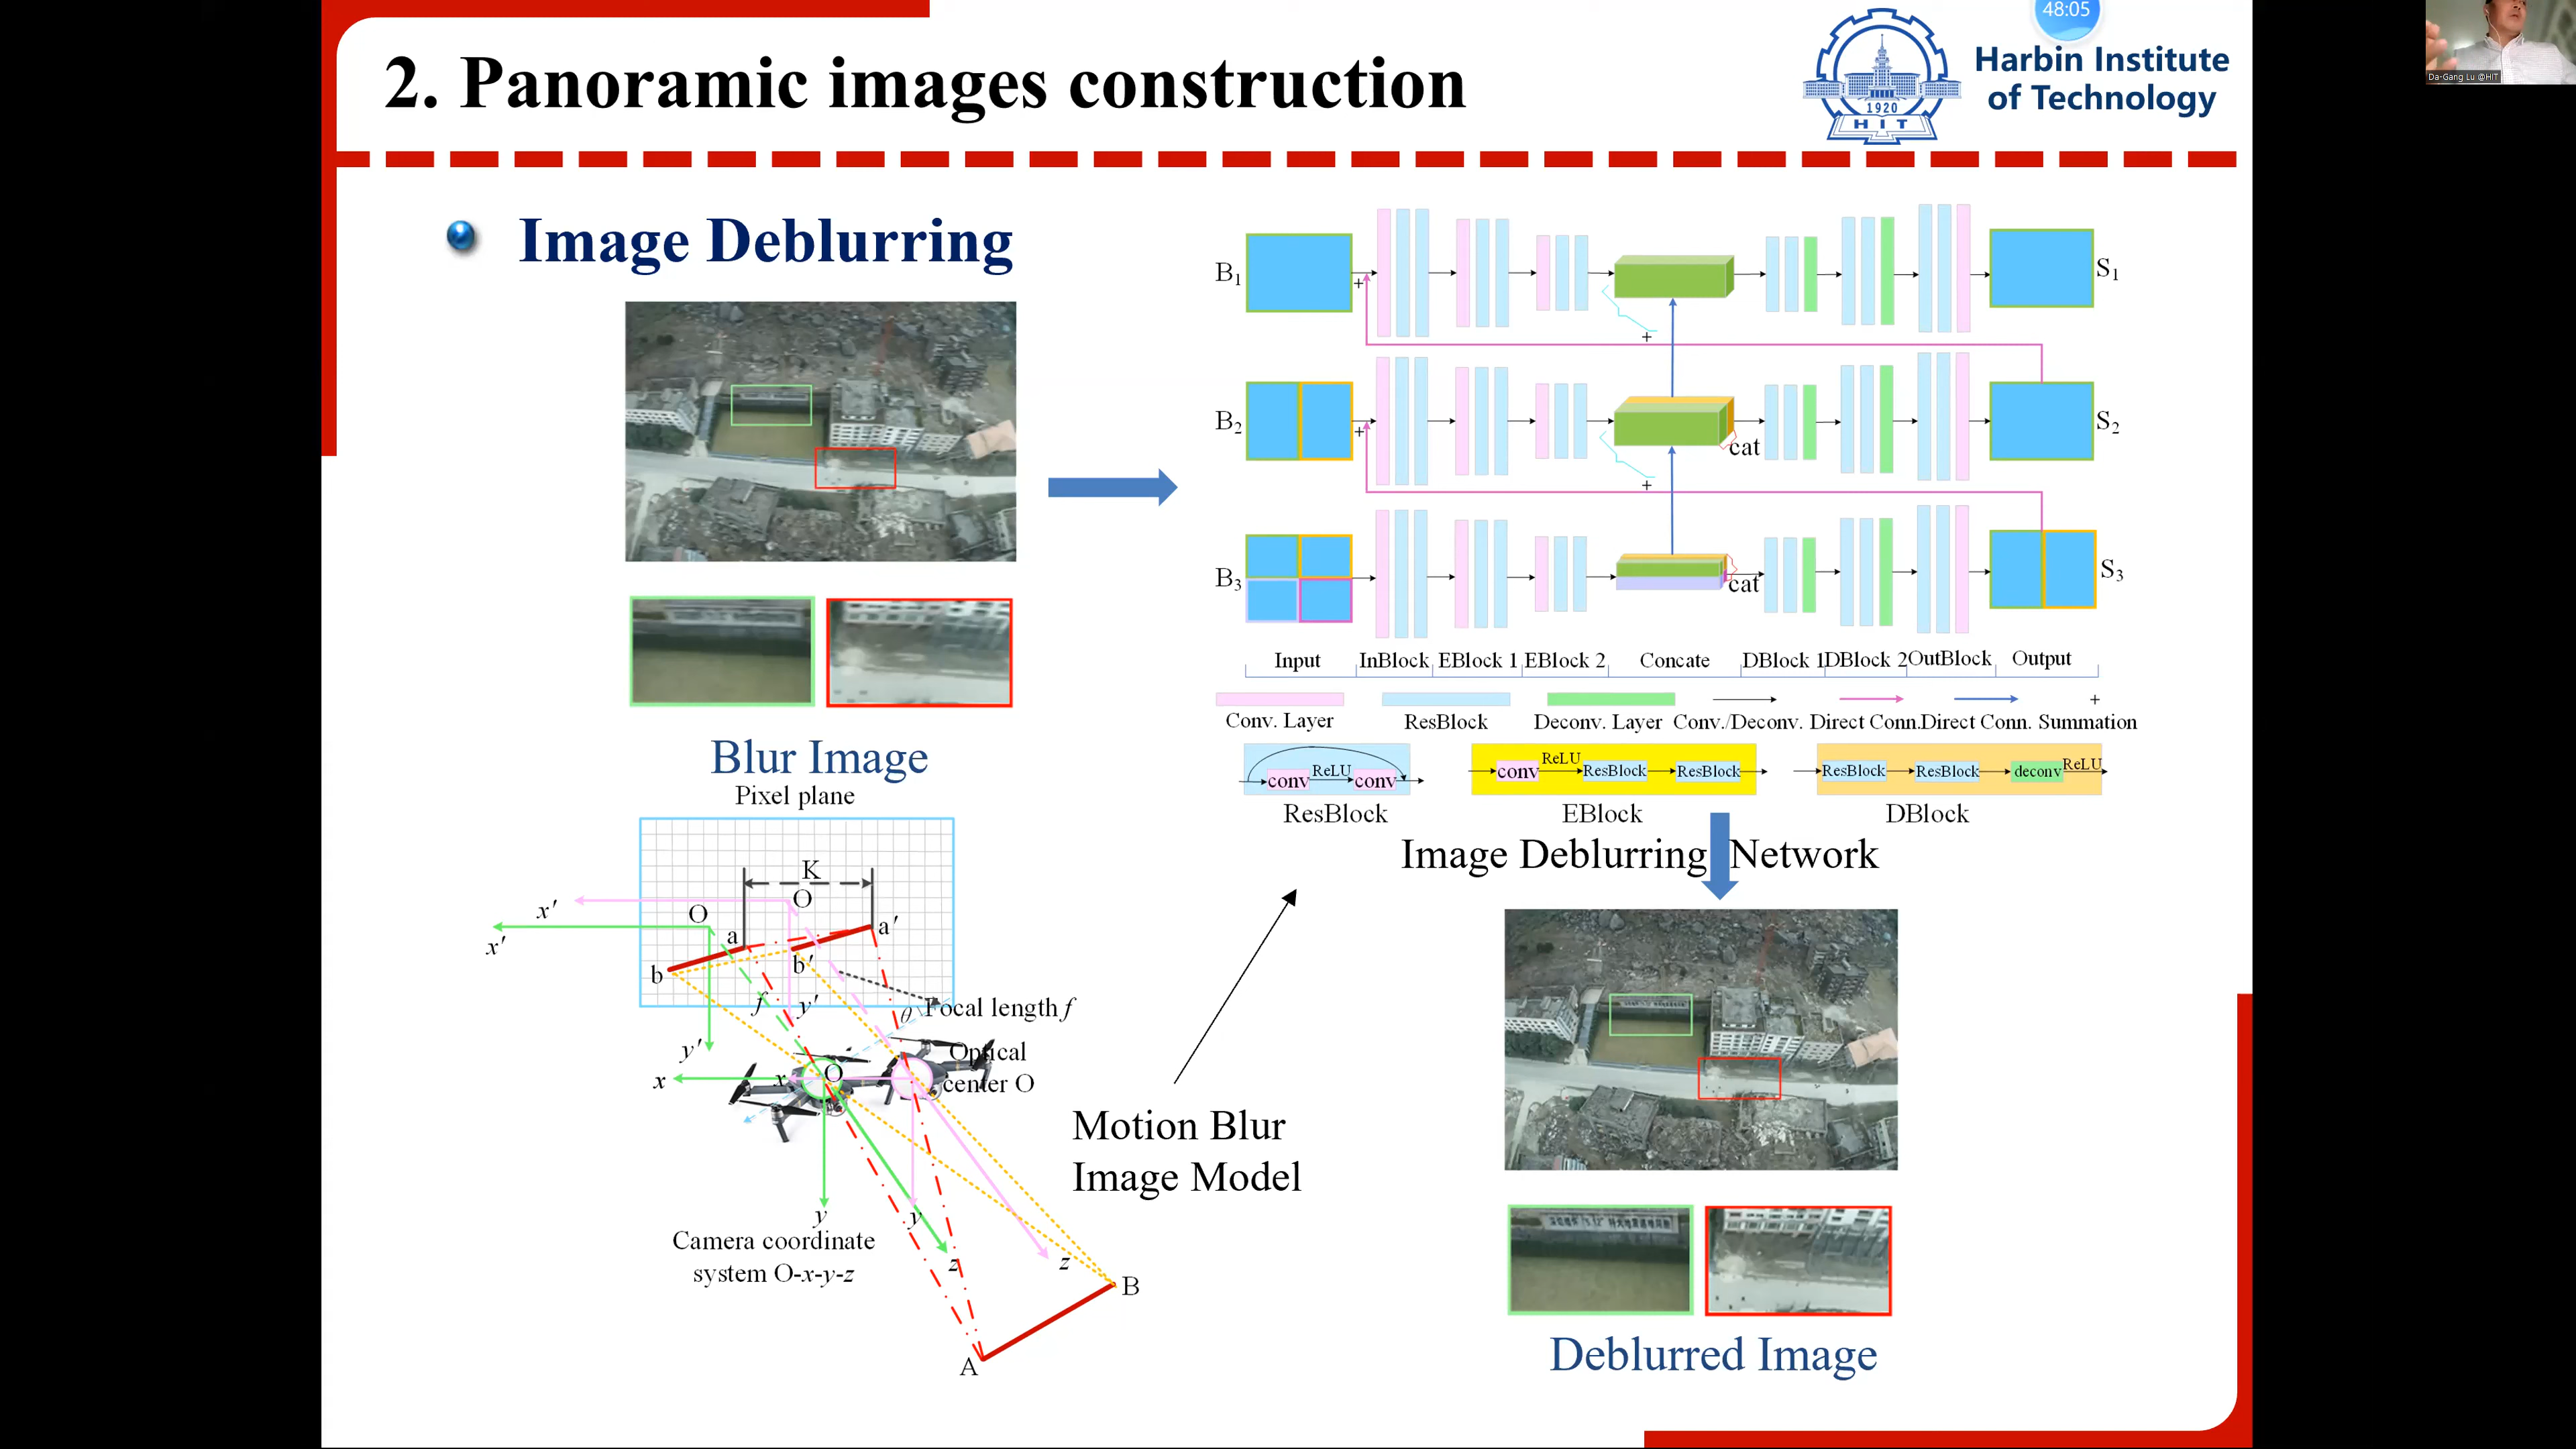 2. Panoramic images construction
1920
HIT
Harbin Institute
of Technology
48:05
Da-Gang Lu @HIT
Image Deblurring
B1
+
+
S1
B2
+
cat
+
S2
B3
cat
S3
Input InBlock EBlock 1 EBlock 2 Concate DBlock 1 DBlock 2 OutBlock Output
+
Conv. Layer ResBlock Deconv. Layer Conv./Deconv. Direct Conn. Direct Conn. Summation
conv ReLU conv
conv ReLU ResBlock ResBlock
ResBlock ResBlock deconv ReLU
ResBlock EBlock DBlock
Image Deblurring Network
Blur Image
Pixel plane
K
x′ O O
x′ a a′
b b′
f y′ θ Focal length f
y′ Optical
x x O center O
y y
Camera coordinate
system O-x-y-z
z z
B
A
Motion Blur
Image Model
Deblurred Image